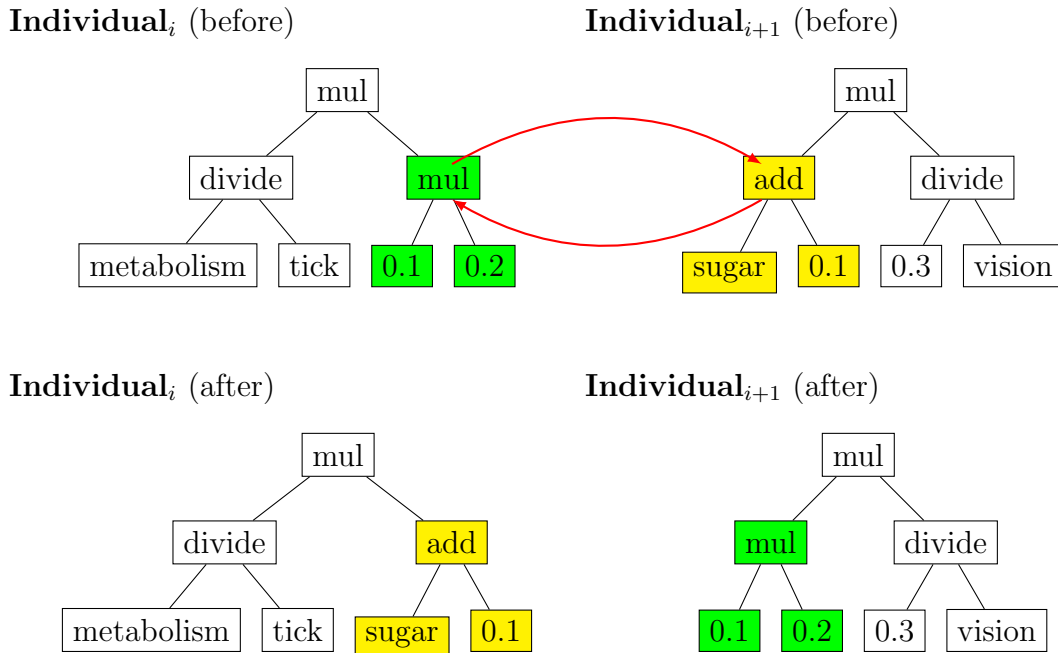 Individual_i (before) Individual_{i+1} (before)
mul mul
divide mul add divide
metabolism tick 0.1 0.2 sugar 0.1 0.3 vision
Individual_i (after) Individual_{i+1} (after)
mul mul
divide add mul divide
metabolism tick sugar 0.1 0.1 0.2 0.3 vision